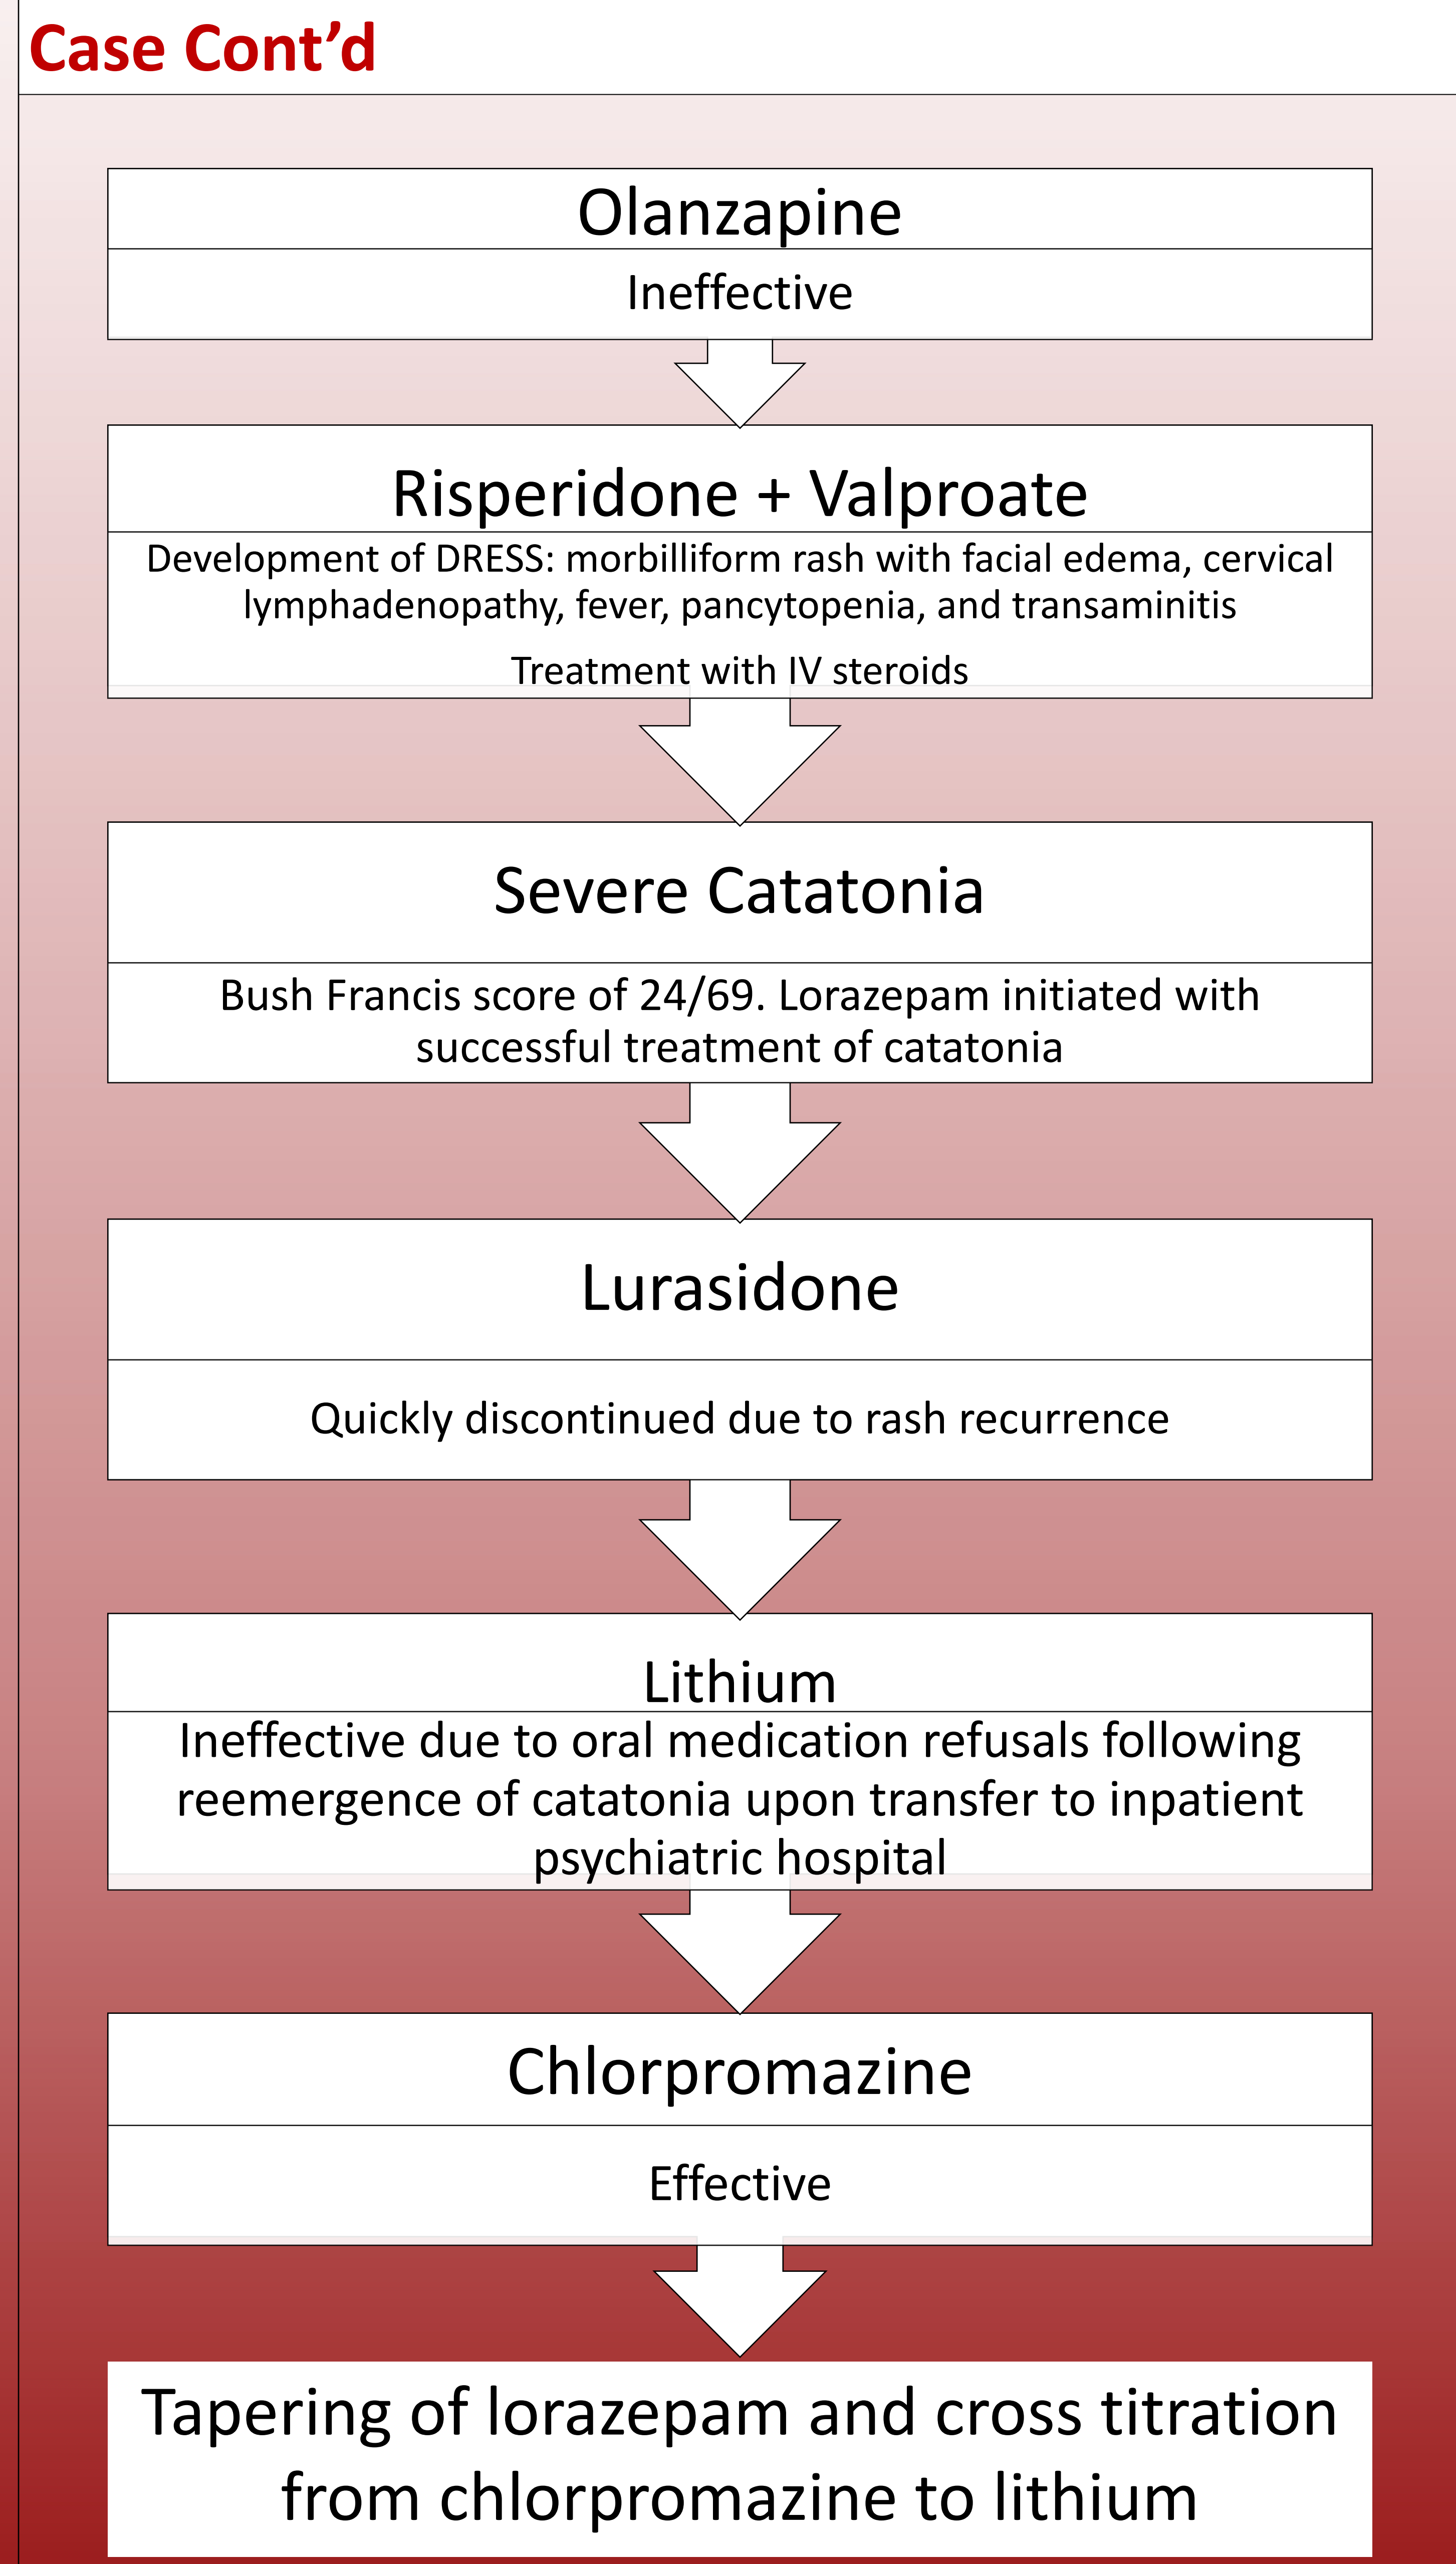 Case Cont’d
Olanzapine
Ineffective
Risperidone + Valproate
Development of DRESS: morbilliform rash with facial edema, cervical
lymphadenopathy, fever, pancytopenia, and transaminitis
Treatment with IV steroids
Severe Catatonia
Bush Francis score of 24/69. Lorazepam initiated with
successful treatment of catatonia
Lurasidone
Quickly discontinued due to rash recurrence
Lithium
Ineffective due to oral medication refusals following
reemergence of catatonia upon transfer to inpatient
psychiatric hospital
Chlorpromazine
Effective
Tapering of lorazepam and cross titration
from chlorpromazine to lithium